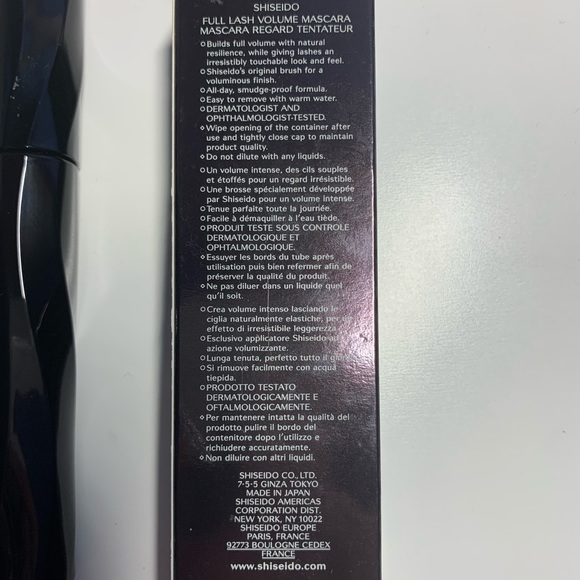 SHISEIDO
FULL LASH VOLUME MASCARA
MASCARA REGARD TENTATEUR
○Builds full volume with natural
resilience, while giving lashes an
irresistibly touchable look and feel.
○Shiseido's original brush for a
voluminous finish.
○All-day, smudge-proof formula.
○Easy to remove with warm water.
○DERMATOLOGIST AND
OPHTHALMOLOGIST-TESTED.
◇Wipe opening of the container after
use and tightly close cap to maintain
product quality.
◇Do not dilute with any liquids.
○Un volume intense, des cils souples
et étoffés pour un regard irrésistible.
○Une brosse spécialement développée
par Shiseido pour un volume intense.
○Tenue parfaite toute la journée.
○Facile à démaquiller à l'eau tiède.
○PRODUIT TESTE SOUS CONTROLE
DERMATOLOGIQUE ET
OPHTALMOLOGIQUE.
◇Essuyer les bords du tube après
utilisation puis bien refermer afin de
préserver la qualité du produit.
◇Ne pas diluer dans un liquide quel
qu'il soit.
○Crea volume intenso lasciando le
ciglia naturalmente elastiche, per un
effetto di irresistibile leggerezza.
○Esclusivo applicatore Shiseido ad
azione volumizzante.
○Lunga tenuta, perfetto tutto il
○Si rimuove facilmente con acqua
tiepida.
○PRODOTTO TESTATO
DERMATOLOGICAMENTE E
OFTALMOLOGICAMENTE.
◇Per mantenere intatta la qualità del
prodotto pulire il bordo del
contenitore dopo l'utilizzo e
richiudere accuratamente.
◇Non diluire con altri liquidi.
SHISEIDO CO., LTD.
7-5-5 GINZA TOKYO
MADE IN JAPAN
SHISEIDO AMERICAS
CORPORATION DIST.
NEW YORK, NY 10022
SHISEIDO EUROPE
PARIS, FRANCE
92773 BOULOGNE CEDEX
FRANCE
www.shiseido.com